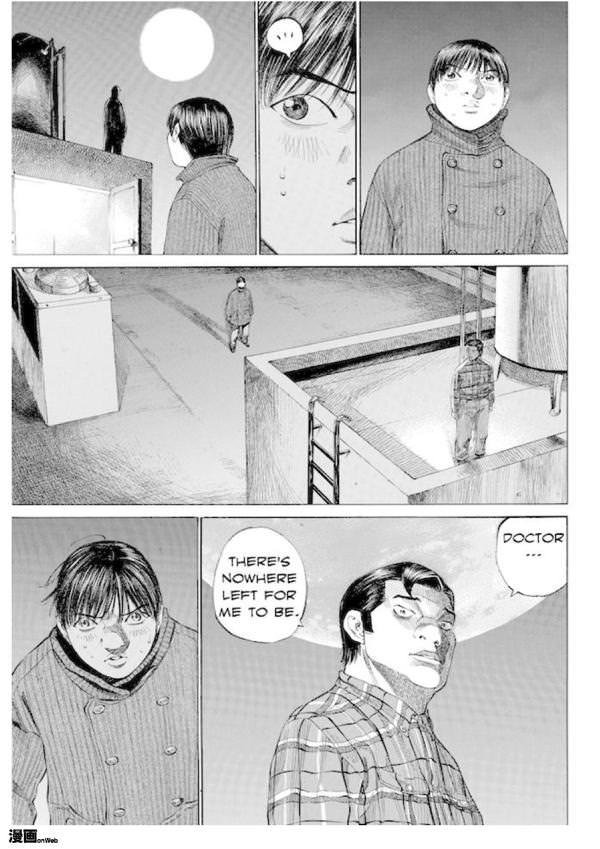 DOCTOR
...
THERE'S
NOWHERE
LEFT FOR
ME TO BE.
漫画onWeb